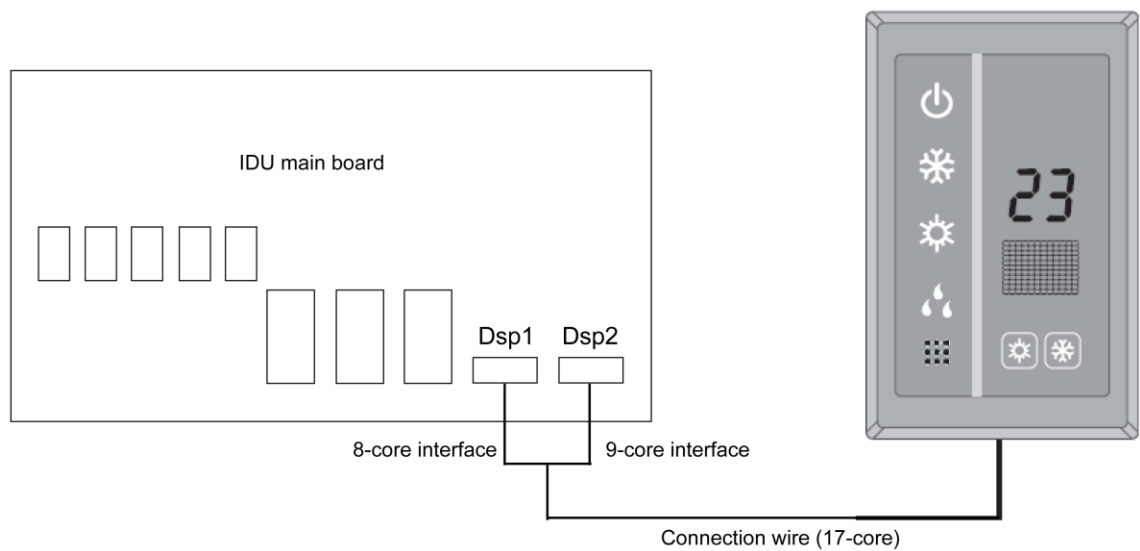 IDU main board
23
Dsp1 Dsp2
8-core interface 9-core interface
Connection wire (17-core)